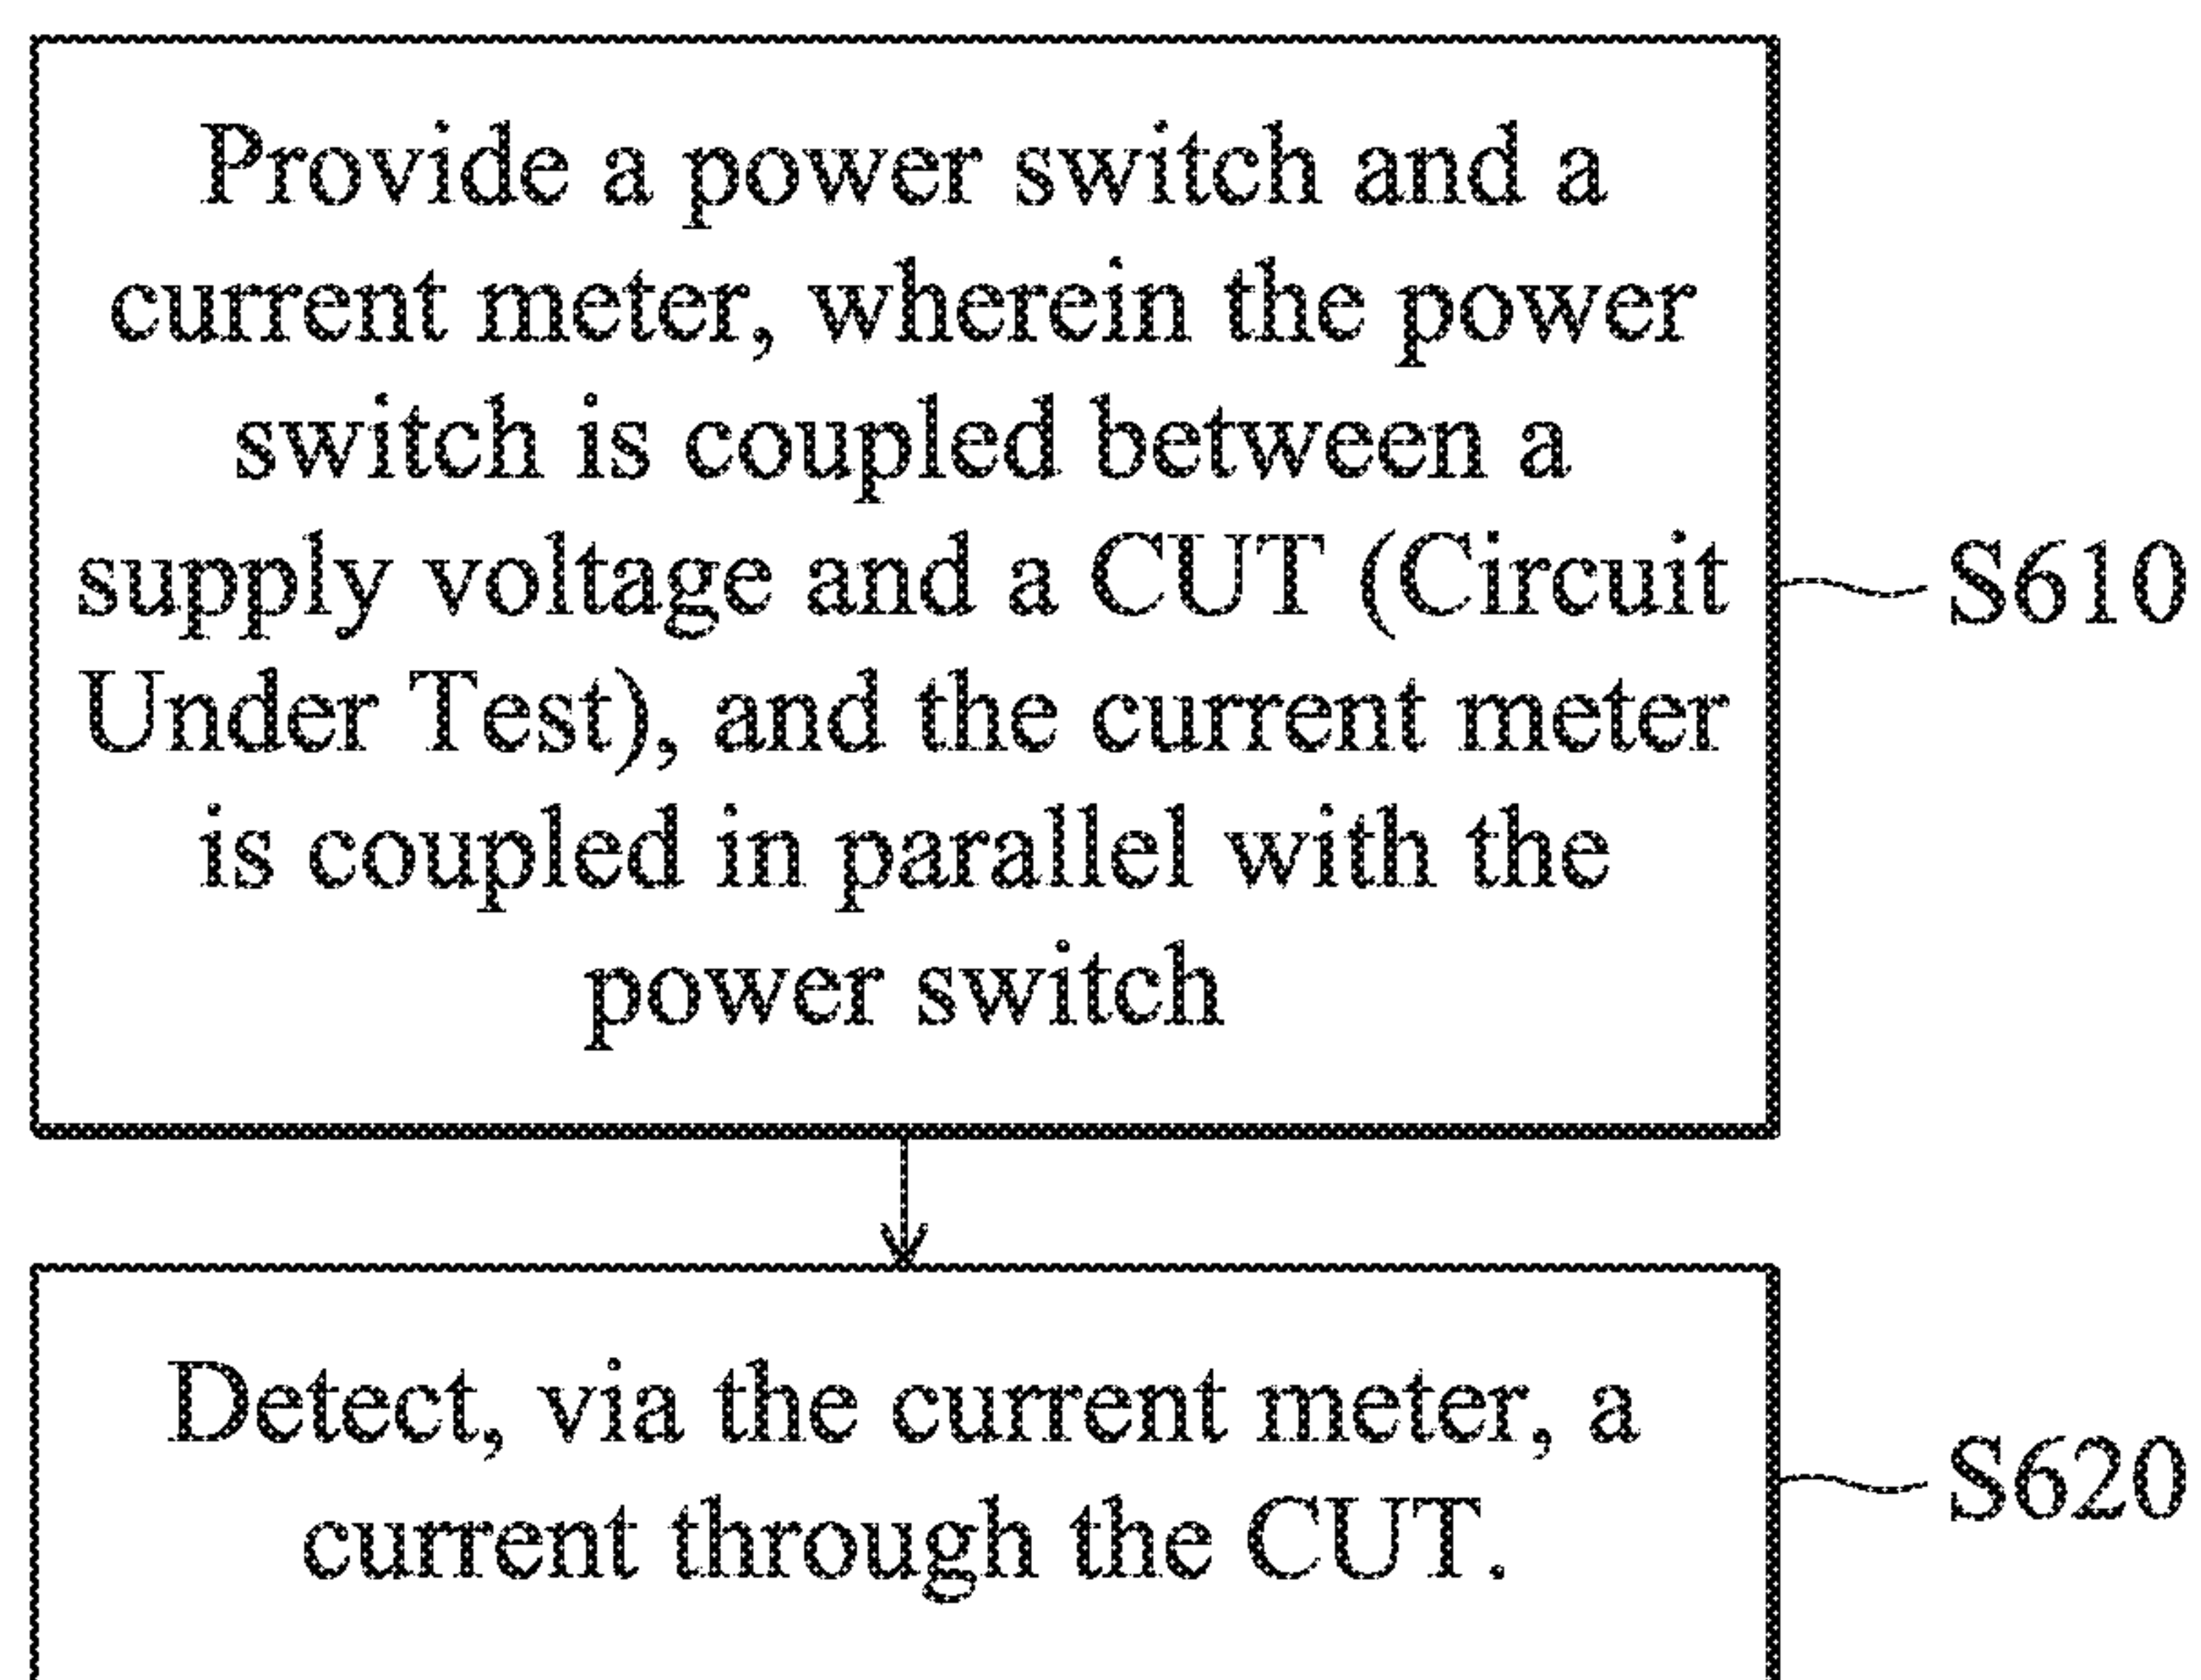 Provide a power switch and a
current meter, wherein the power
switch is coupled between a
supply voltage and a CUT (Circuit
Under Test), and the current meter
is coupled in parallel with the
power switch
S610
Detect, via the current meter, a
current through the CUT.
S620